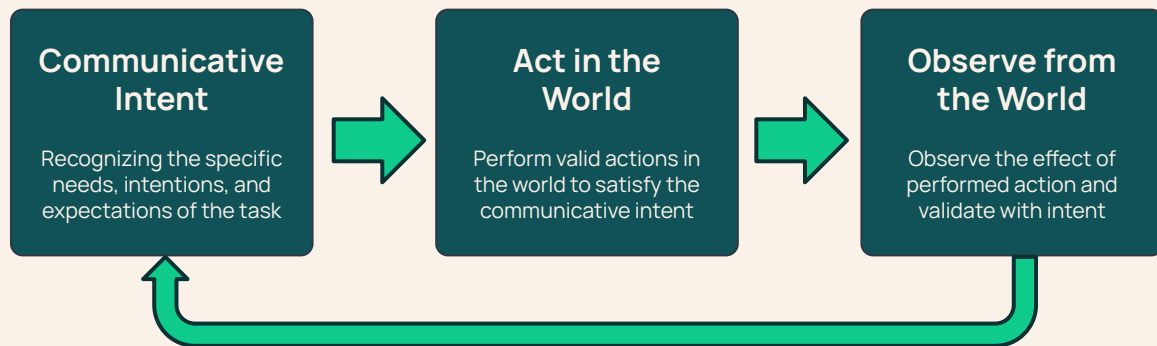 Communicative
Intent
Recognizing the specific
needs, intentions, and
expectations of the task
Act in the
World
Perform valid actions in
the world to satisfy the
communicative intent
Observe from
the World
Observe the effect of
performed action and
validate with intent